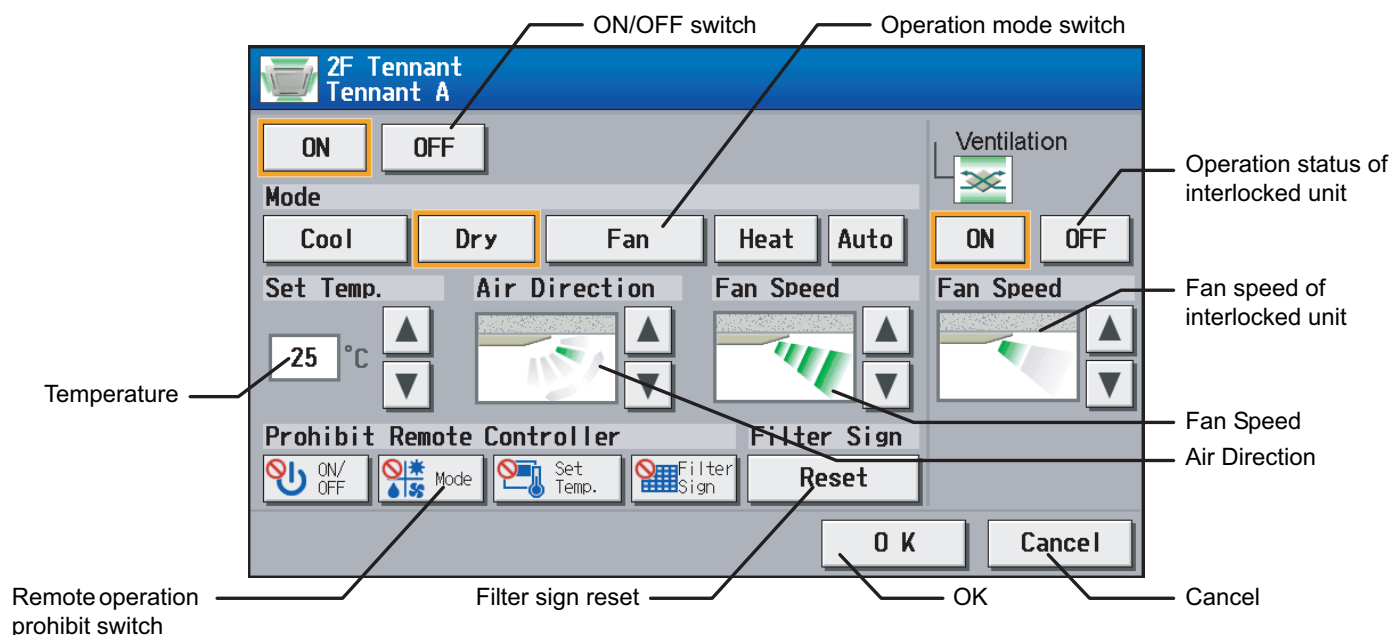 ON/OFF switch
Operation mode switch
2F Tennant
Tennant A
ON
OFF
Ventilation
Operation status of
interlocked unit
Mode
Cool
Dry
Fan
Heat
Auto
ON
OFF
Set Temp.
Air Direction
Fan Speed
Fan Speed
Fan speed of
interlocked unit
25 °C
Temperature
Fan Speed
Prohibit Remote Controller
Filter Sign
Air Direction
ON/
OFF
Mode
Set
Temp.
Filter
Sign
Reset
O K
Cancel
Remote operation
prohibit switch
Filter sign reset
OK
Cancel